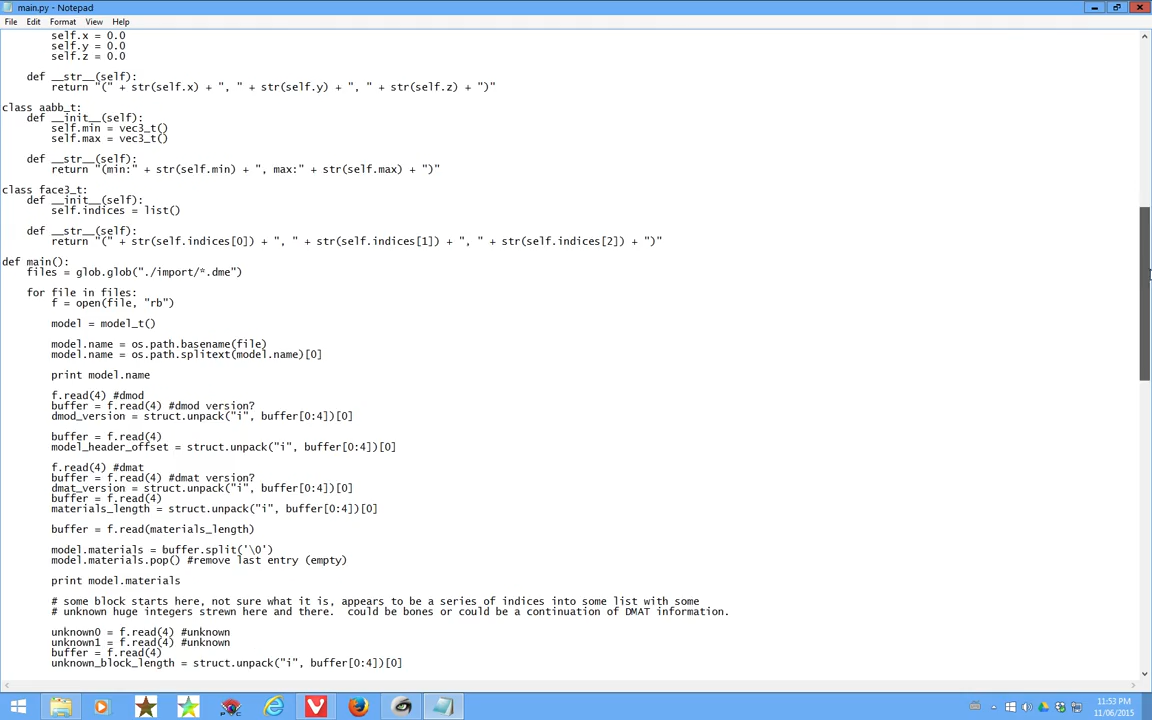 main.py - Notepad
File Edit Format View Help
self.x = 0.0
self.y = 0.0
self.z = 0.0
def __str__(self):
return "(" + str(self.x) + ", " + str(self.y) + ", " + str(self.z) + ")"
class aabb_t:
def __init__(self):
self.min = vec3_t()
self.max = vec3_t()
def __str__(self):
return "(min:" + str(self.min) + ", max:" + str(self.max) + ")"
class face3_t:
def __init__(self):
self.indices = list()
def __str__(self):
return "(" + str(self.indices[0]) + ", " + str(self.indices[1]) + ", " + str(self.indices[2]) + ")"
def main():
files = glob.glob("./import/*.dme")
for file in files:
f = open(file, "rb")
model = model_t()
model.name = os.path.basename(file)
model.name = os.path.splitext(model.name)[0]
print model.name
f.read(4) #dmod
buffer = f.read(4) #dmod version?
dmod_version = struct.unpack("i", buffer[0:4])[0]
buffer = f.read(4)
model_header_offset = struct.unpack("i", buffer[0:4])[0]
f.read(4) #dmat
buffer = f.read(4) #dmat version?
dmat_version = struct.unpack("i", buffer[0:4])[0]
buffer = f.read(4)
materials_length = struct.unpack("i", buffer[0:4])[0]
buffer = f.read(materials_length)
model.materials = buffer.split('\0')
model.materials.pop() #remove last entry (empty)
print model.materials
# some block starts here, not sure what it is, appears to be a series of indices into some list with some
# unknown huge integers strewn here and there.  could be bones or could be a continuation of DMAT information.
unknown0 = f.read(4) #unknown
unknown1 = f.read(4) #unknown
buffer = f.read(4)
unknown_block_length = struct.unpack("i", buffer[0:4])[0]
11:53 PM
11/06/2015